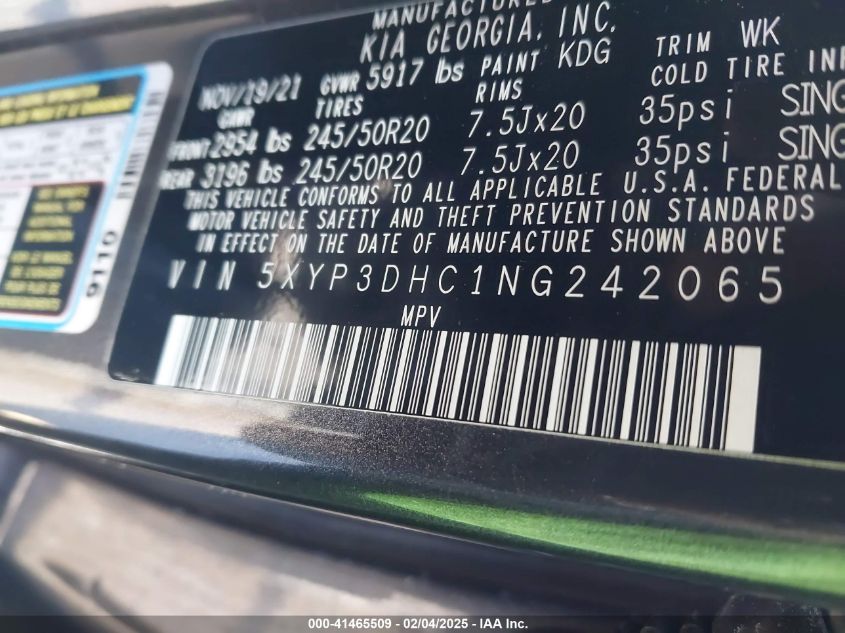 MANUFACTURED
KIA GEORGIA, INC.
NOV/19/21 GVWR 5917 lbs PAINT KDG TRIM WK
GAWR TIRES RIMS COLD TIRE
FRONT 2954 lbs 245/50R20 7.5Jx20 35psi SING
REAR 3196 lbs 245/50R20 7.5Jx20 35psi SING
THIS VEHICLE CONFORMS TO ALL APPLICABLE U.S.A. FEDERAL
MOTOR VEHICLE SAFETY AND THEFT PREVENTION STANDARDS
IN EFFECT ON THE DATE OF MANUFACTURE SHOWN ABOVE
VIN 5XYP3DHC1NG242065
MPV
9110
000-41465509 - 02/04/2025 - IAA Inc.